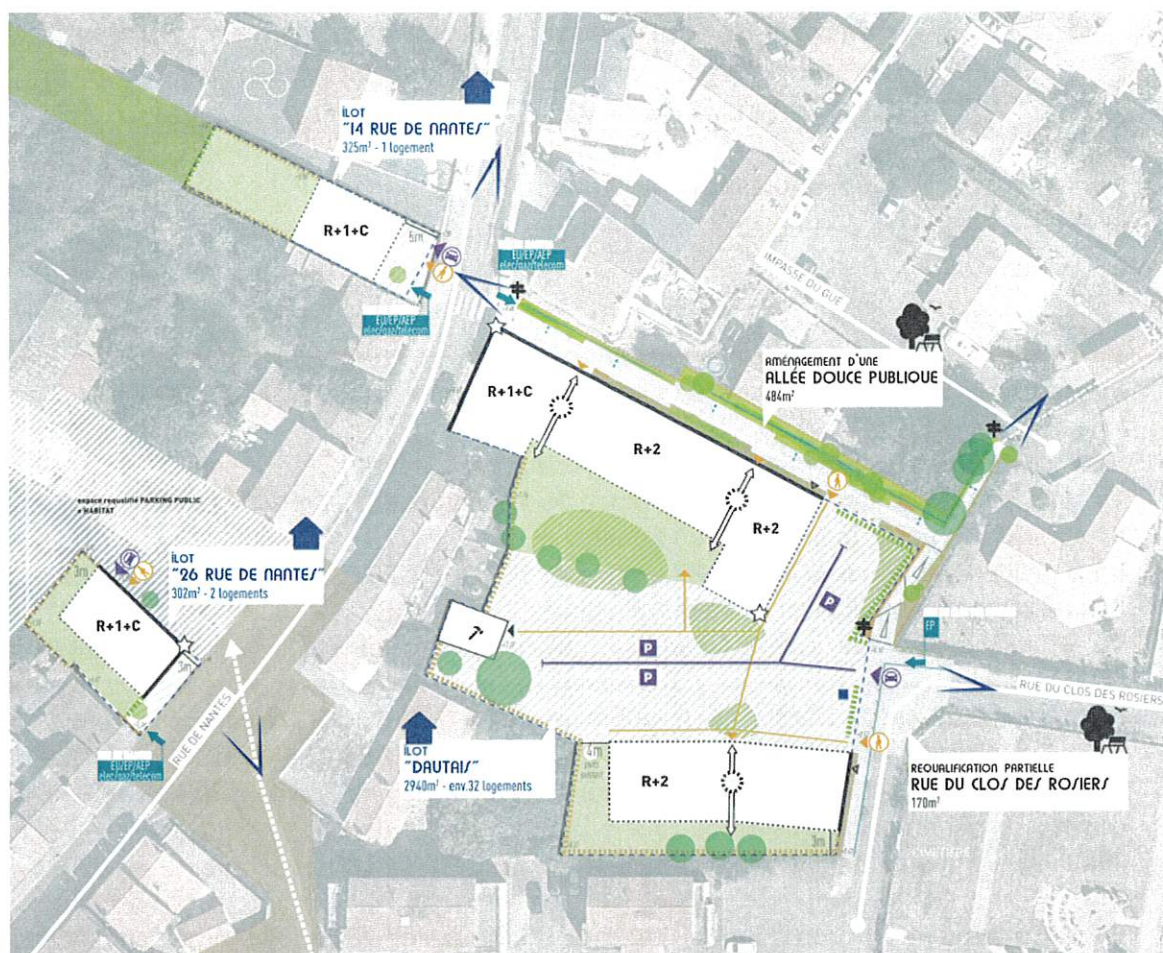 ÎLOT
"14 RUE DE NANTES"
325m² - 1 logement
R+1+C
5m
EU/EP/AEP
elec/gaz/telecom
EU/EP/AEP
elec/gaz/telecom
IMPASSE DU GUÉ
AMÉNAGEMENT D'UNE
ALLÉE DOUCE PUBLIQUE
484m²
R+1+C
R+2
R+2
espace requalifié PARKING PUBLIC
+ HABITAT
ÎLOT
"26 RUE DE NANTES"
302m² - 2 logements
3m
R+1+C
3m
P
P
P
EP
RUE DU CLOS DES ROSIERS
RUE DE NANTES
EU/EP/AEP
elec/gaz/telecom
ÎLOT
"DAUTAIS"
2940m² - env.32 logements
4m
R+2
3m
REQUALIFICATION PARTIELLE
RUE DU CLOS DES ROSIERS
170m²
CIMETIÈRE